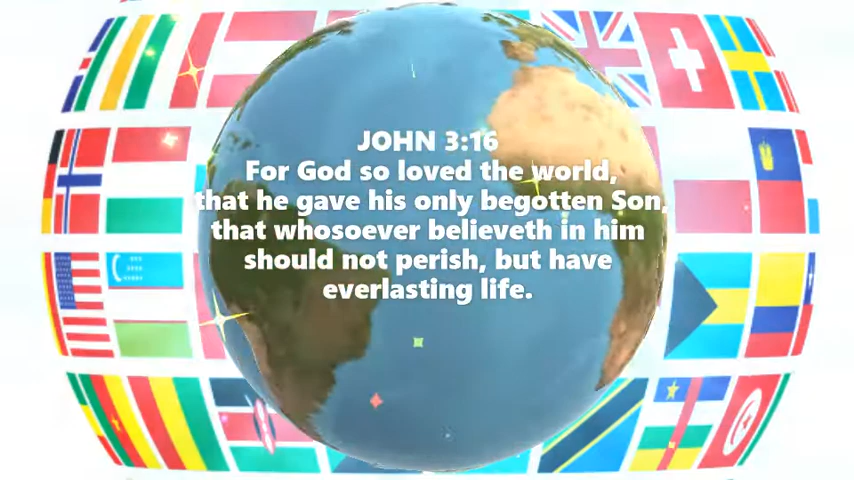 JOHN 3:16
For God so loved the world,
that he gave his only begotten Son,
that whosoever believeth in him
should not perish, but have
everlasting life.